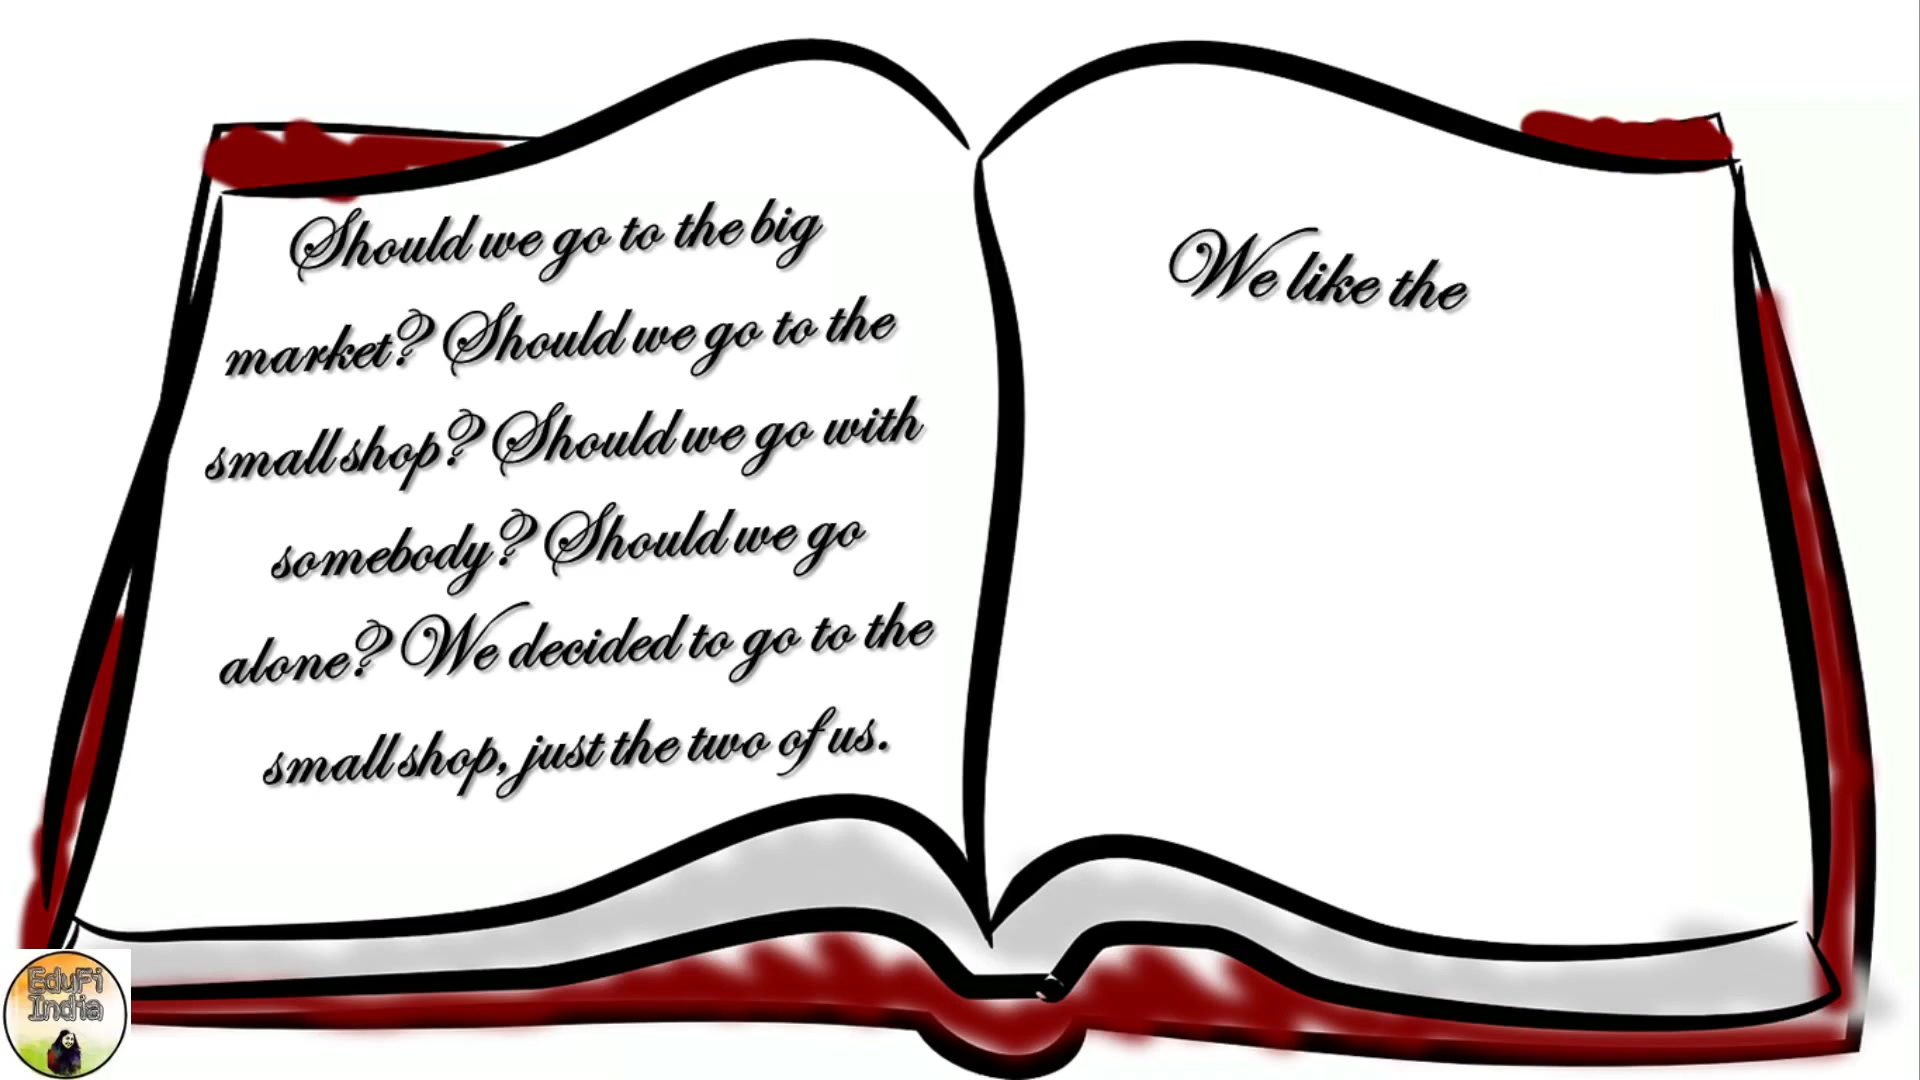 Should we go to the big
market? Should we go to the
small shop? Should we go with
somebody? Should we go
alone? We decided to go to the
small shop, just the two of us.
We like the
EduFi
India